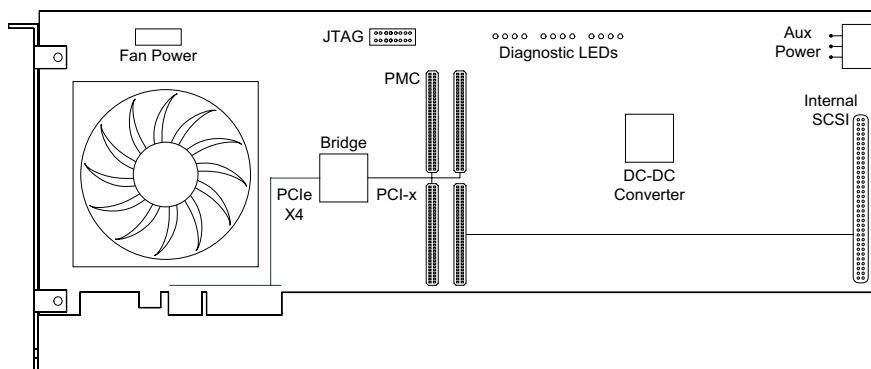 Fan Power
JTAG
Diagnostic LEDs
Aux
Power
PMC
Internal
SCSI
Bridge
PCIe
X4
PCI-x
DC-DC
Converter